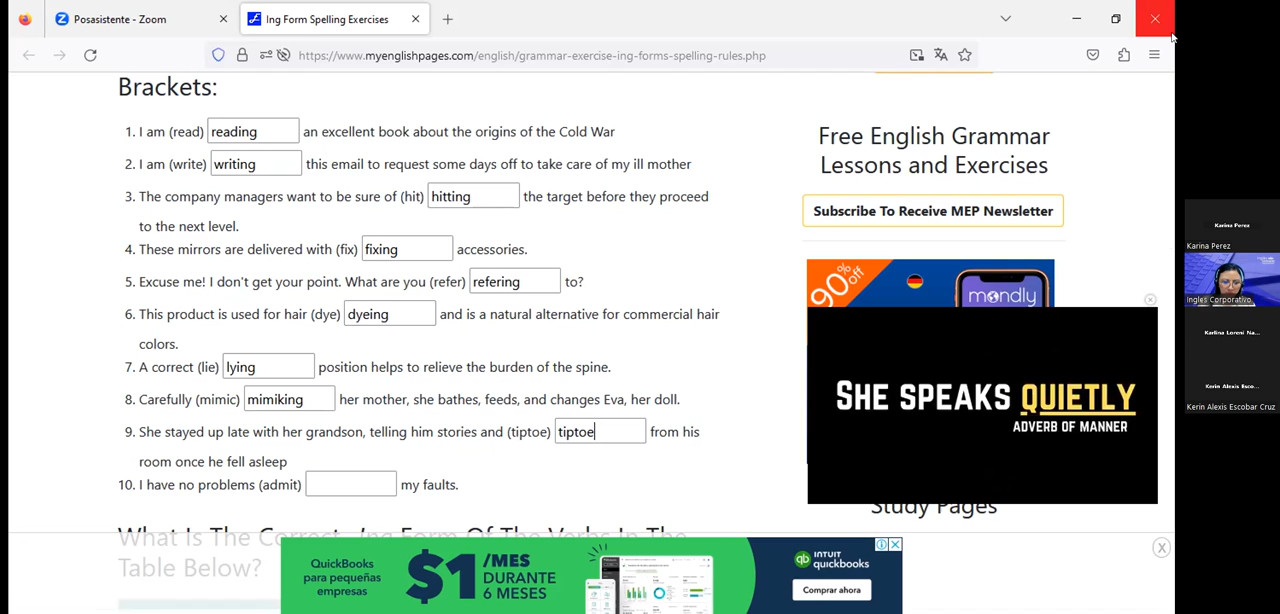 Posasistente - Zoom
Ing Form Spelling Exercises
https://www.myenglishpages.com/english/grammar-exercise-ing-forms-spelling-rules.php
Brackets:
1. I am (read) reading an excellent book about the origins of the Cold War
2. I am (write) writing this email to request some days off to take care of my ill mother
3. The company managers want to be sure of (hit) hitting the target before they proceed
to the next level.
4. These mirrors are delivered with (fix) fixing accessories.
5. Excuse me! I don't get your point. What are you (refer) refering to?
6. This product is used for hair (dye) dyeing and is a natural alternative for commercial hair
colors.
7. A correct (lie) lying position helps to relieve the burden of the spine.
8. Carefully (mimic) mimiking her mother, she bathes, feeds, and changes Eva, her doll.
9. She stayed up late with her grandson, telling him stories and (tiptoe) tiptoe from his
room once he fell asleep
10. I have no problems (admit) my faults.
What Is The Correct -Ing Form Of The Verbs In The
Table Below?
Free English Grammar
Lessons and Exercises
Subscribe To Receive MEP Newsletter
90%
off
mondly
SHE SPEAKS QUIETLY
ADVERB OF MANNER
Study Pages
QuickBooks
para pequeñas
empresas
$1 /MES
DURANTE
6 MESES
INTUIT
quickbooks
Comprar ahora
Karina Perez
Karina Perez
Ingles Corporativo
Karlina Loreni Na...
Kerin Alexis Esco...
Kerin Alexis Escobar Cruz